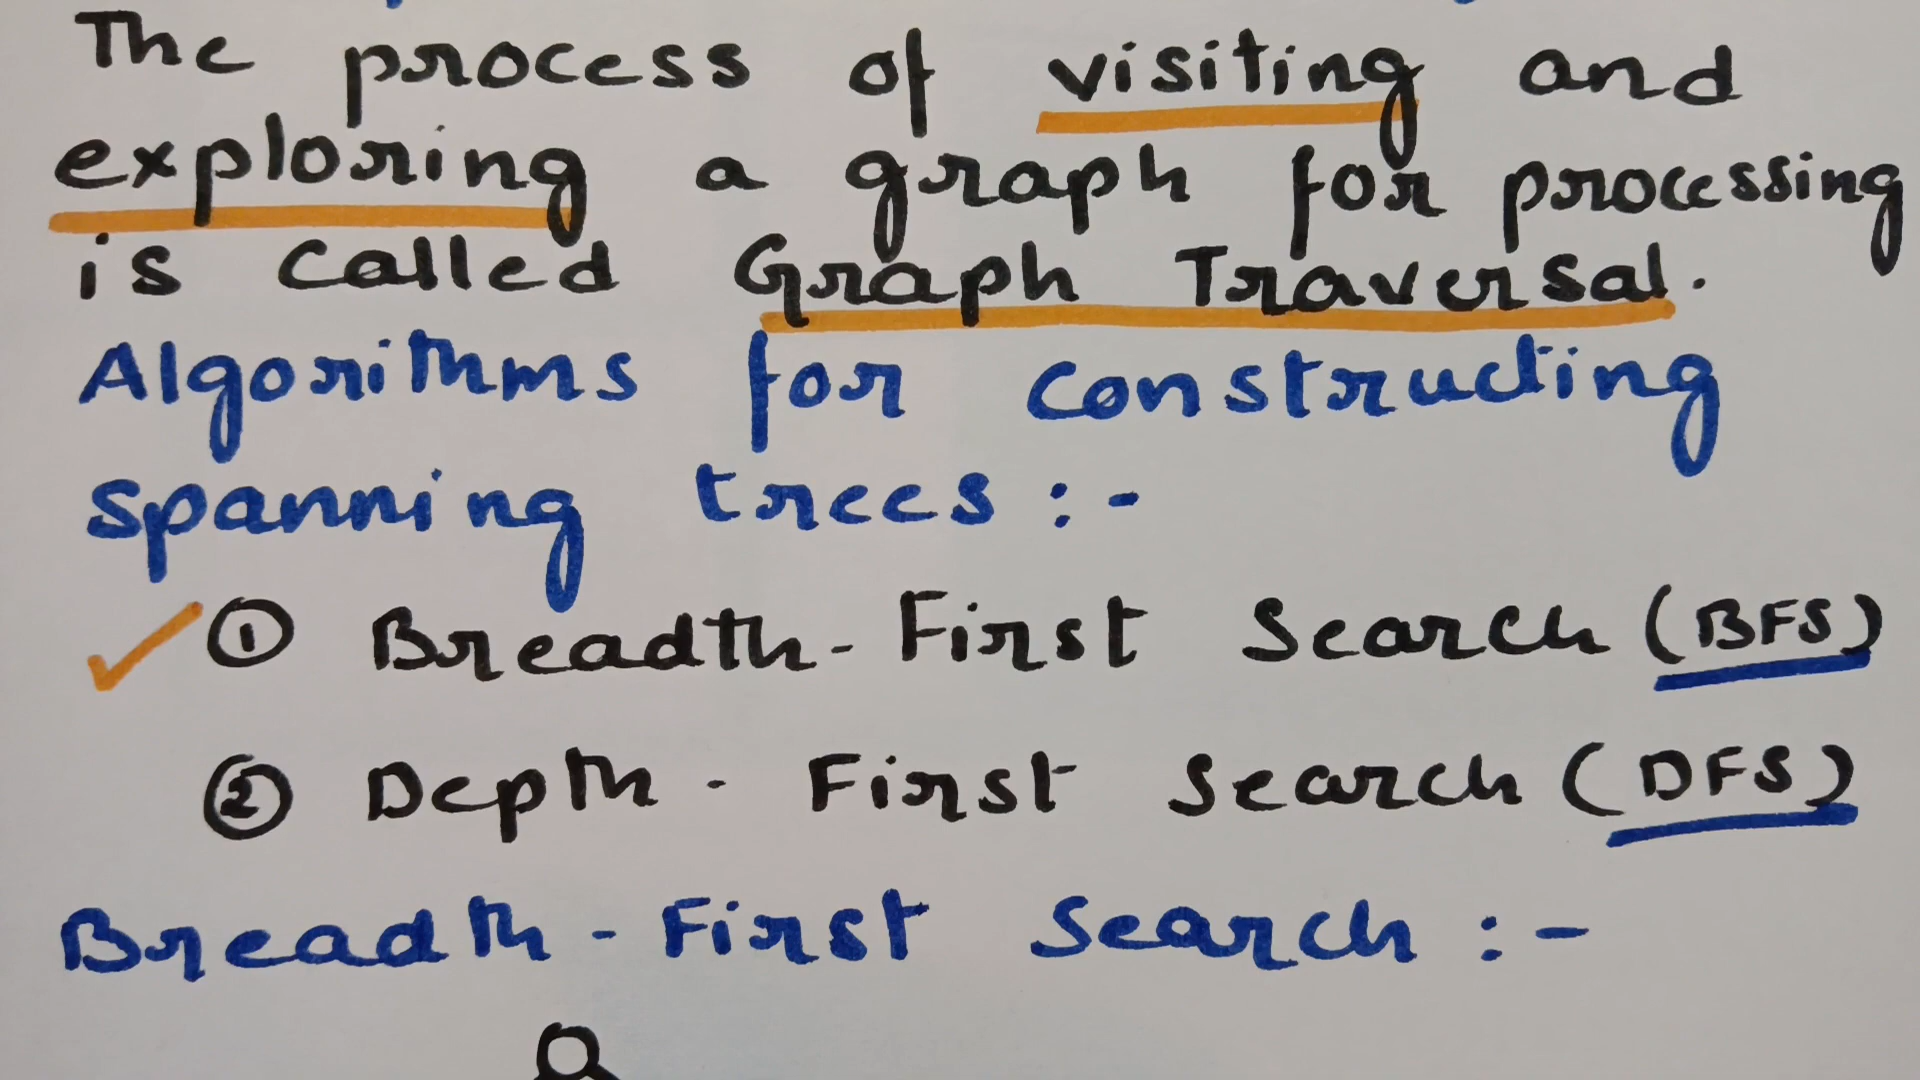 The process of visiting and
exploring a graph for processing
is called Graph Traversal.
Algorithms for constructing
spanning trees :-
① Breadth-First Search (BFS)
② Depth - First Search (DFS)
Breadth-First Search :-